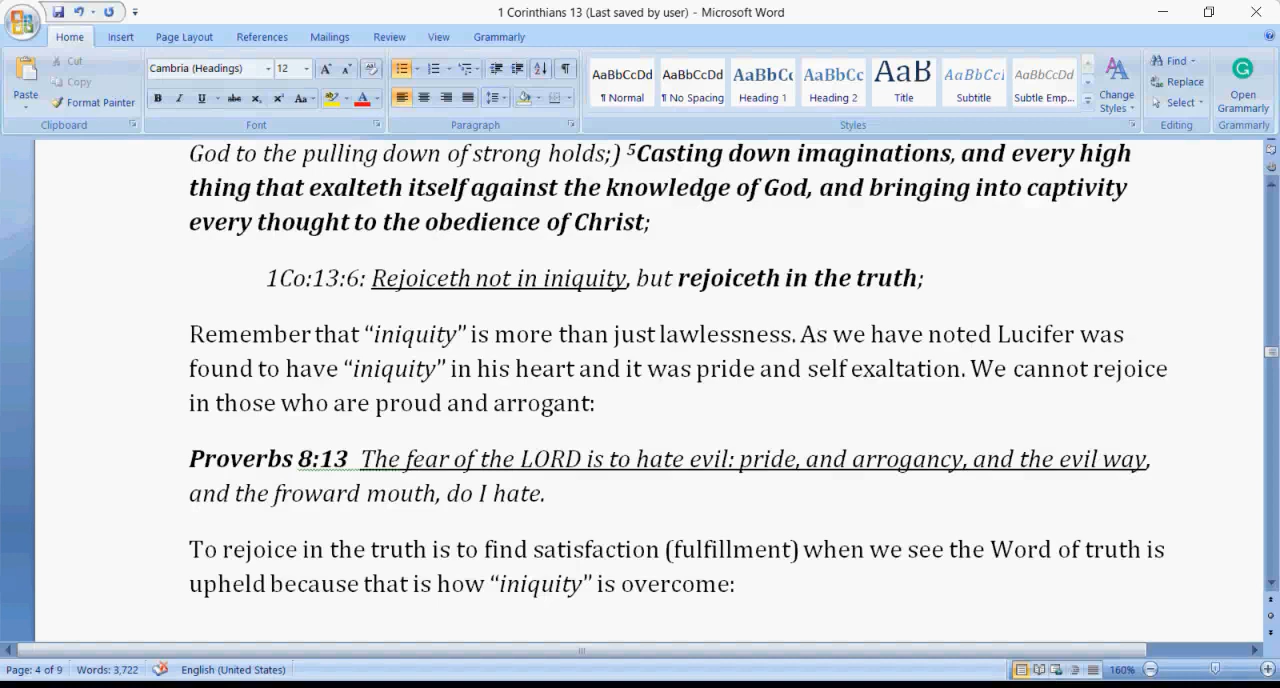 1 Corinthians 13 (Last saved by user) - Microsoft Word
Home Insert Page Layout References Mailings Review View Grammarly
Paste Cut Copy Format Painter Clipboard
Cambria (Headings) 12 Font
Paragraph
AaBbCcDd ¶ Normal AaBbCcDd ¶ No Spacing AaBbCc Heading 1 AaBbCc Heading 2 AaB Title AaBbCcI Subtitle AaBbCcDd Subtle Emp... Change Styles Styles
Find Replace Select Editing
Open Grammarly Grammarly
God to the pulling down of strong holds;) ⁵Casting down imaginations, and every high
thing that exalteth itself against the knowledge of God, and bringing into captivity
every thought to the obedience of Christ;
1Co:13:6: Rejoiceth not in iniquity, but rejoiceth in the truth;
Remember that “iniquity” is more than just lawlessness. As we have noted Lucifer was
found to have “iniquity” in his heart and it was pride and self exaltation. We cannot rejoice
in those who are proud and arrogant:
Proverbs 8:13 The fear of the LORD is to hate evil: pride, and arrogancy, and the evil way,
and the froward mouth, do I hate.
To rejoice in the truth is to find satisfaction (fulfillment) when we see the Word of truth is
upheld because that is how “iniquity” is overcome:
Page: 4 of 9 Words: 3,722 English (United States) 160%